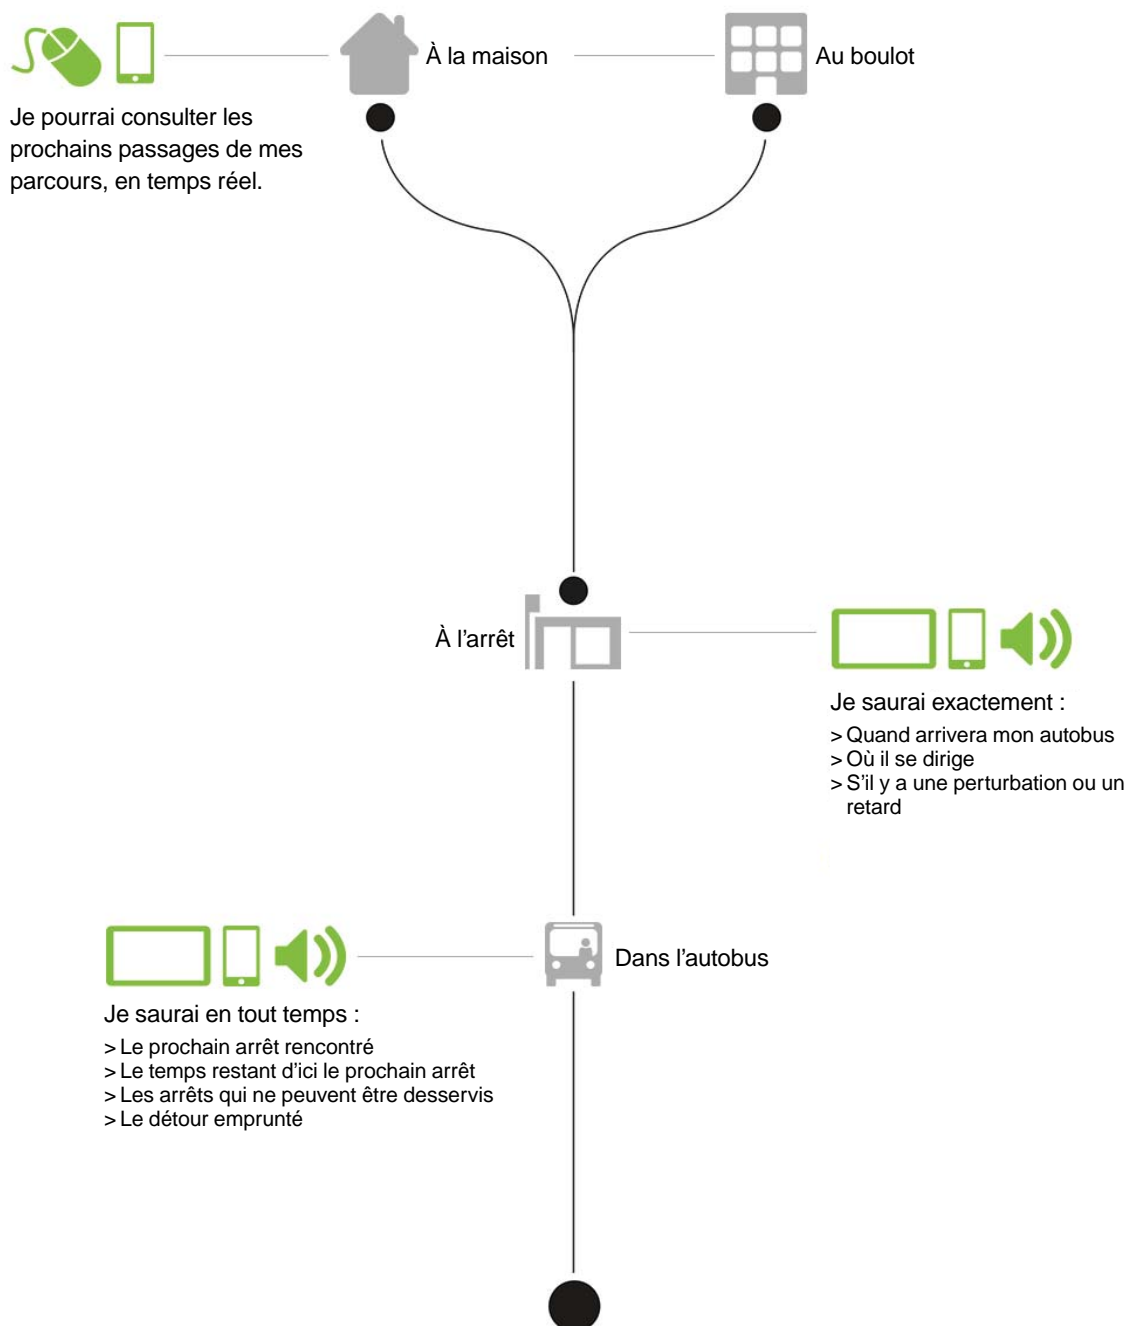 À la maison
Au boulot
Je pourrai consulter les
prochains passages de mes
parcours, en temps réel.
À l’arrêt
Je saurai exactement :
> Quand arrivera mon autobus
> Où il se dirige
> S’il y a une perturbation ou un
retard
Dans l’autobus
Je saurai en tout temps :
> Le prochain arrêt rencontré
> Le temps restant d’ici le prochain arrêt
> Les arrêts qui ne peuvent être desservis
> Le détour emprunté